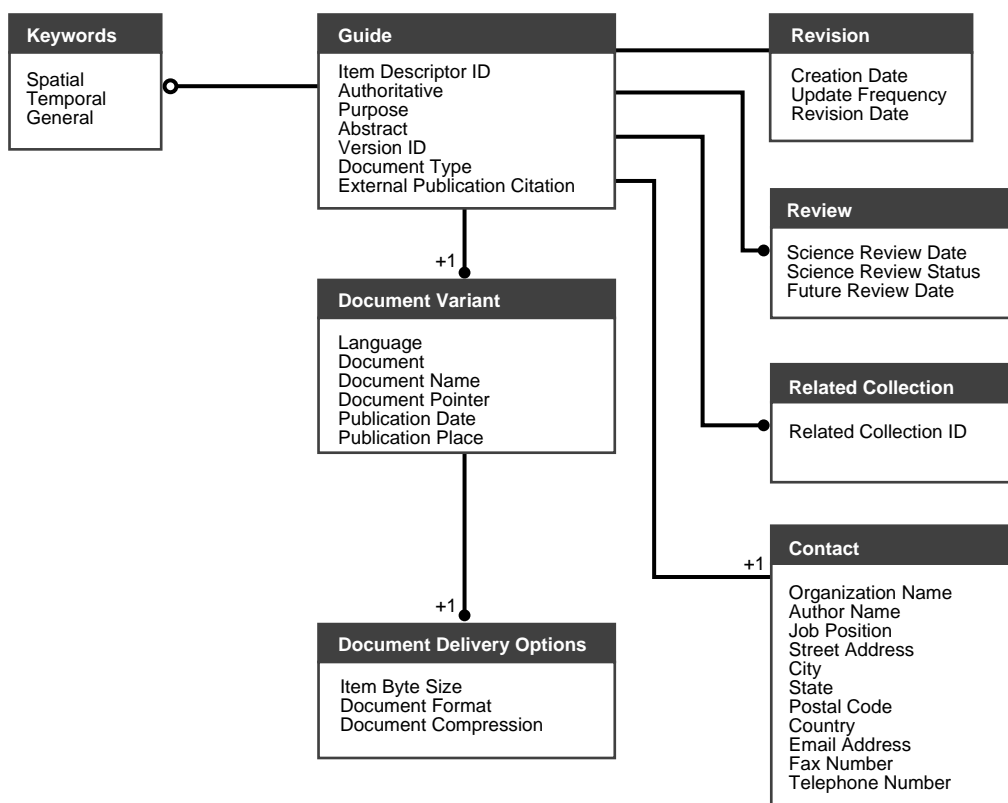 Keywords
Spatial
Temporal
General
Guide
Item Descriptor ID
Authoritative
Purpose
Abstract
Version ID
Document Type
External Publication Citation
Revision
Creation Date
Update Frequency
Revision Date
Review
Science Review Date
Science Review Status
Future Review Date
+1
Document Variant
Language
Document
Document Name
Document Pointer
Publication Date
Publication Place
Related Collection
Related Collection ID
+1
Contact
Organization Name
Author Name
Job Position
Street Address
City
State
Postal Code
Country
Email Address
Fax Number
Telephone Number
+1
Document Delivery Options
Item Byte Size
Document Format
Document Compression